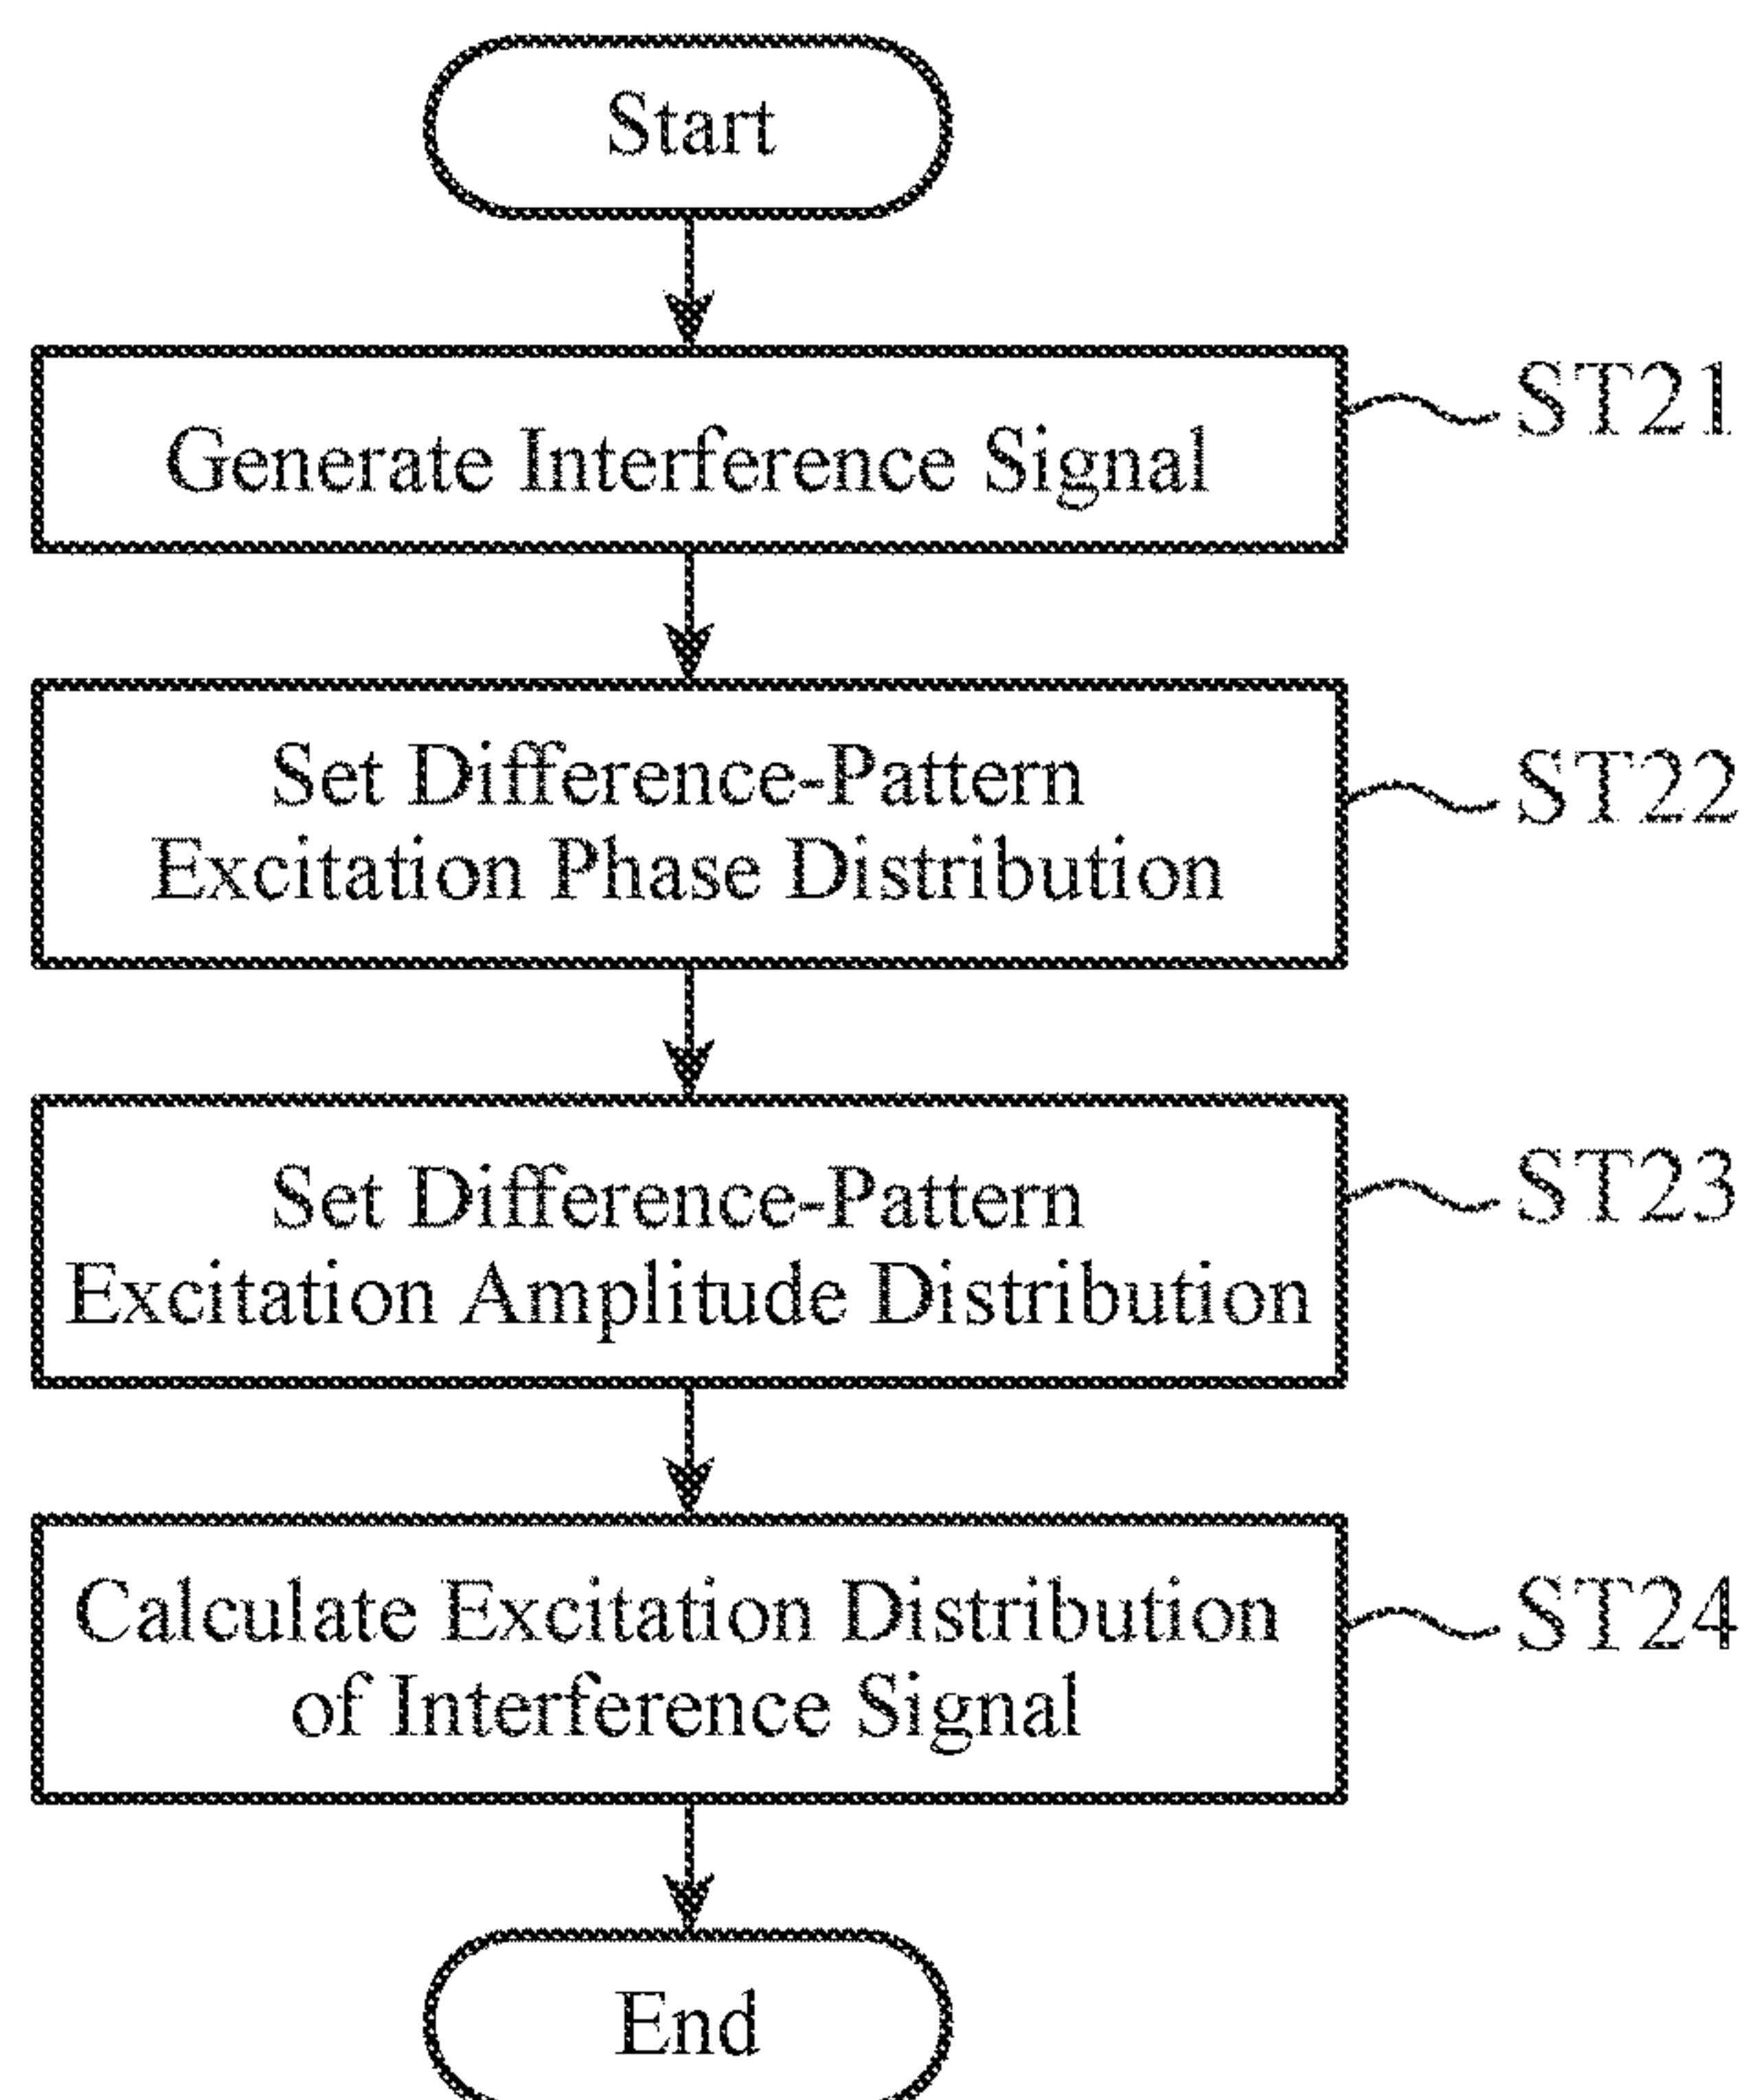 Start
Generate Interference Signal
ST21
Set Difference-Pattern
Excitation Phase Distribution
ST22
Set Difference-Pattern
Excitation Amplitude Distribution
ST23
Calculate Excitation Distribution
of Interference Signal
ST24
End